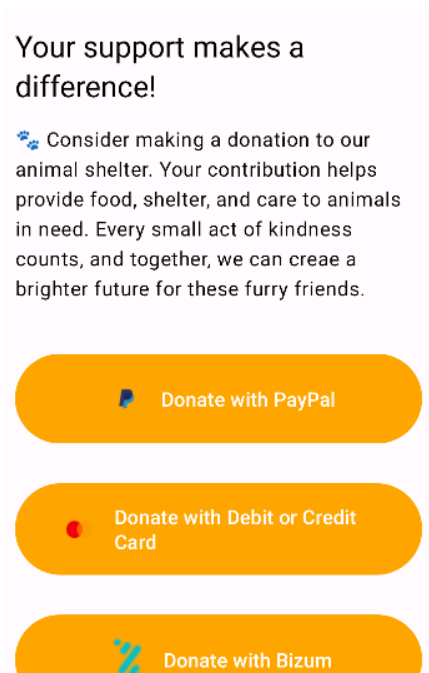 Your support makes a
difference!
🐾 Consider making a donation to our
animal shelter. Your contribution helps
provide food, shelter, and care to animals
in need. Every small act of kindness
counts, and together, we can creae a
brighter future for these furry friends.
Donate with PayPal
Donate with Debit or Credit
Card
Donate with Bizum